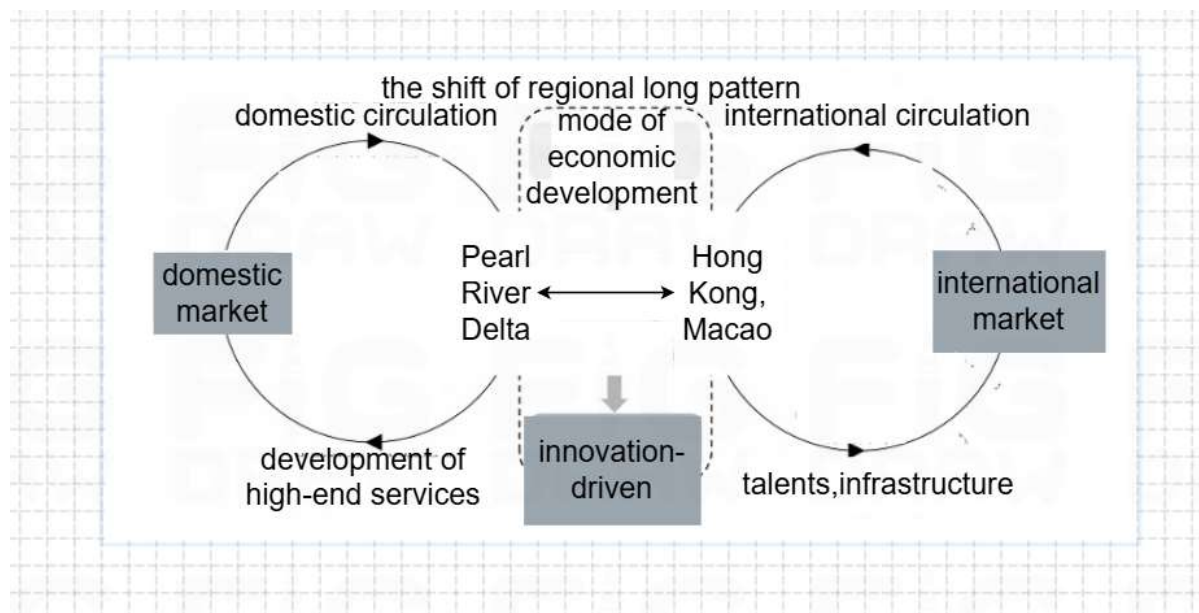 the shift of regional long pattern
domestic circulation
international circulation
mode of
economic
development
Pearl
River
Delta
Hong
Kong,
Macao
domestic
market
international
market
development of
high-end services
innovation-
driven
talents,infrastructure